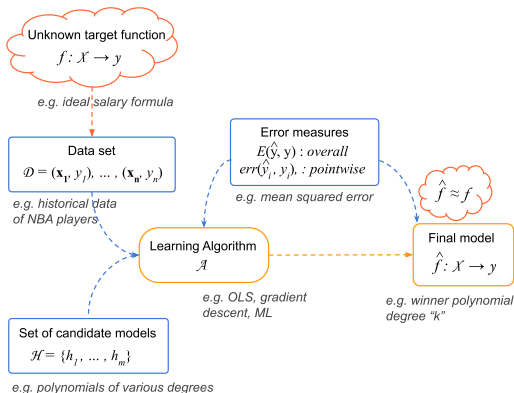 Unknown target function
f : X → y
e.g. ideal salary formula
Data set
𝒟 = (x₁, y₁), ... , (xₙ, yₙ)
e.g. historical data
of NBA players
Error measures
E(ŷ, y) : overall
err(ŷᵢ, yᵢ), : pointwise
e.g. mean squared error
f̂ ≈ f
Learning Algorithm
𝒜
e.g. OLS, gradient
descent, ML
Final model
f̂ : X → y
e.g. winner polynomial
degree “k”
Set of candidate models
ℋ = {h₁, ... , hₘ}
e.g. polynomials of various degrees